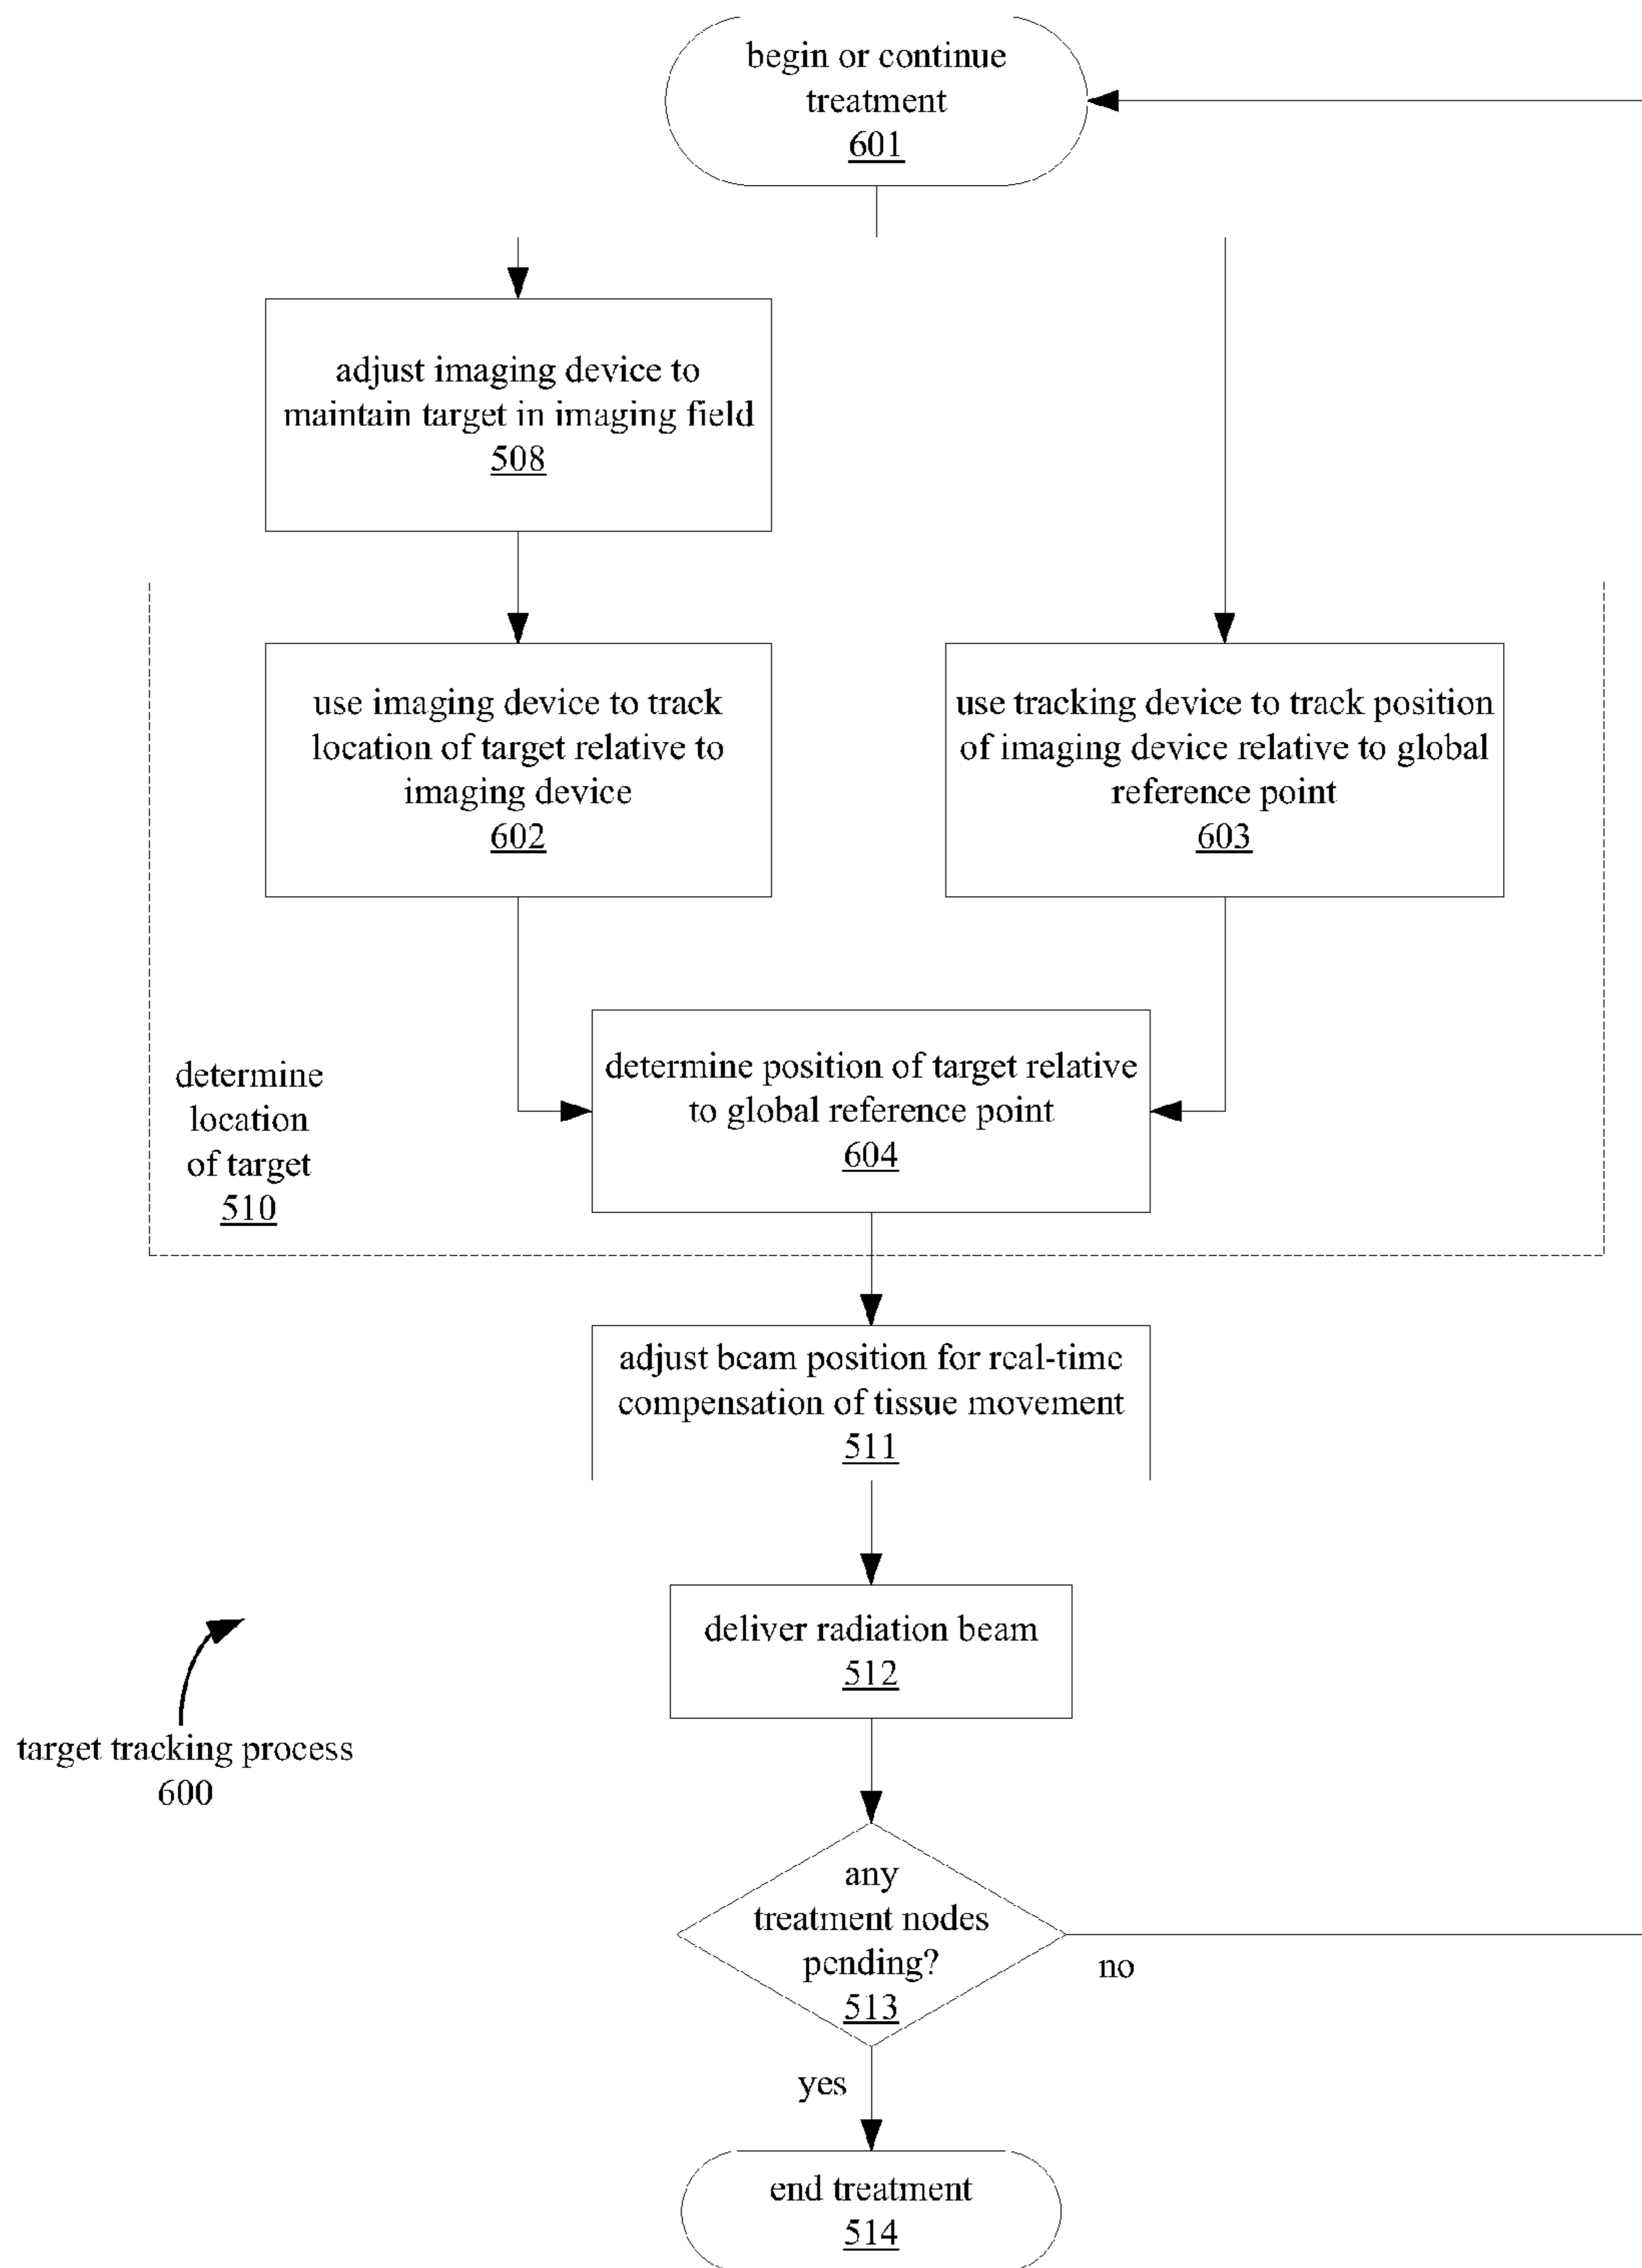 begin or continue
treatment
601
adjust imaging device to
maintain target in imaging field
508
use imaging device to track
location of target relative to
imaging device
602
use tracking device to track position
of imaging device relative to global
reference point
603
determine position of target relative
to global reference point
604
determine
location
of target
510
adjust beam position for real-time
compensation of tissue movement
511
deliver radiation beam
512
target tracking process
600
any
treatment nodes
pending?
513
no
yes
end treatment
514